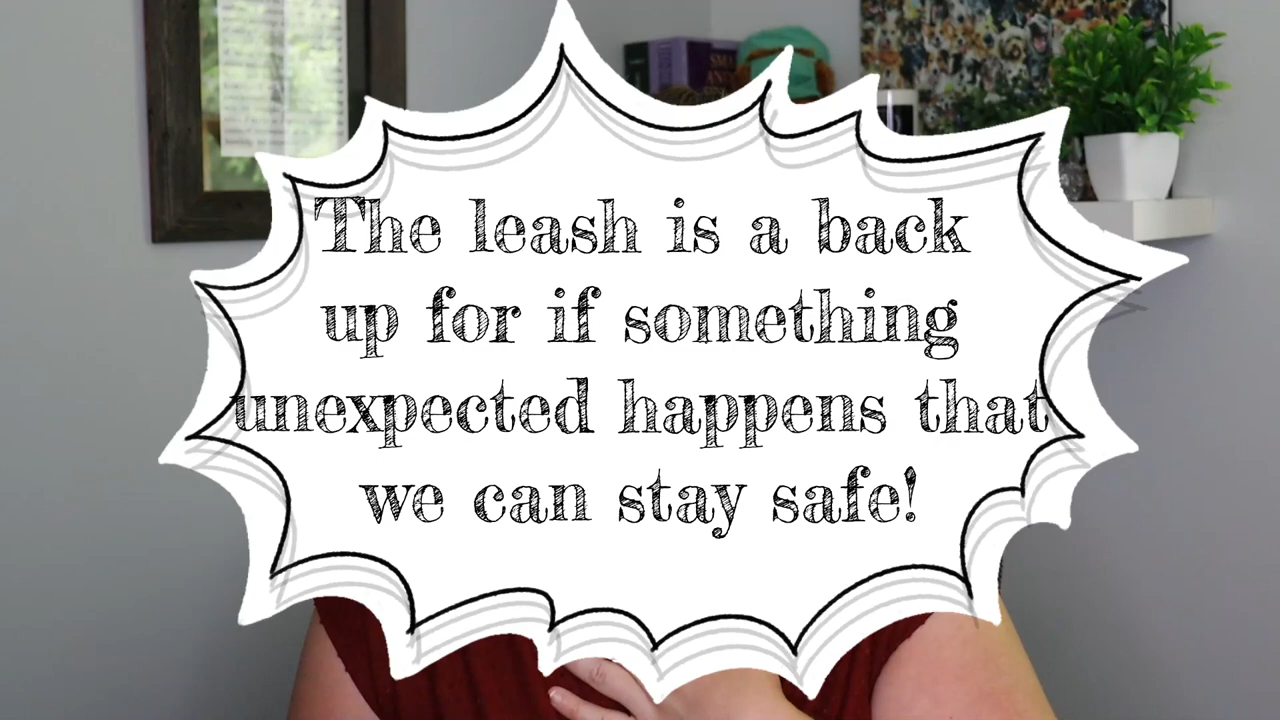 The leash is a back
up for if something
unexpected happens that
we can stay safe!